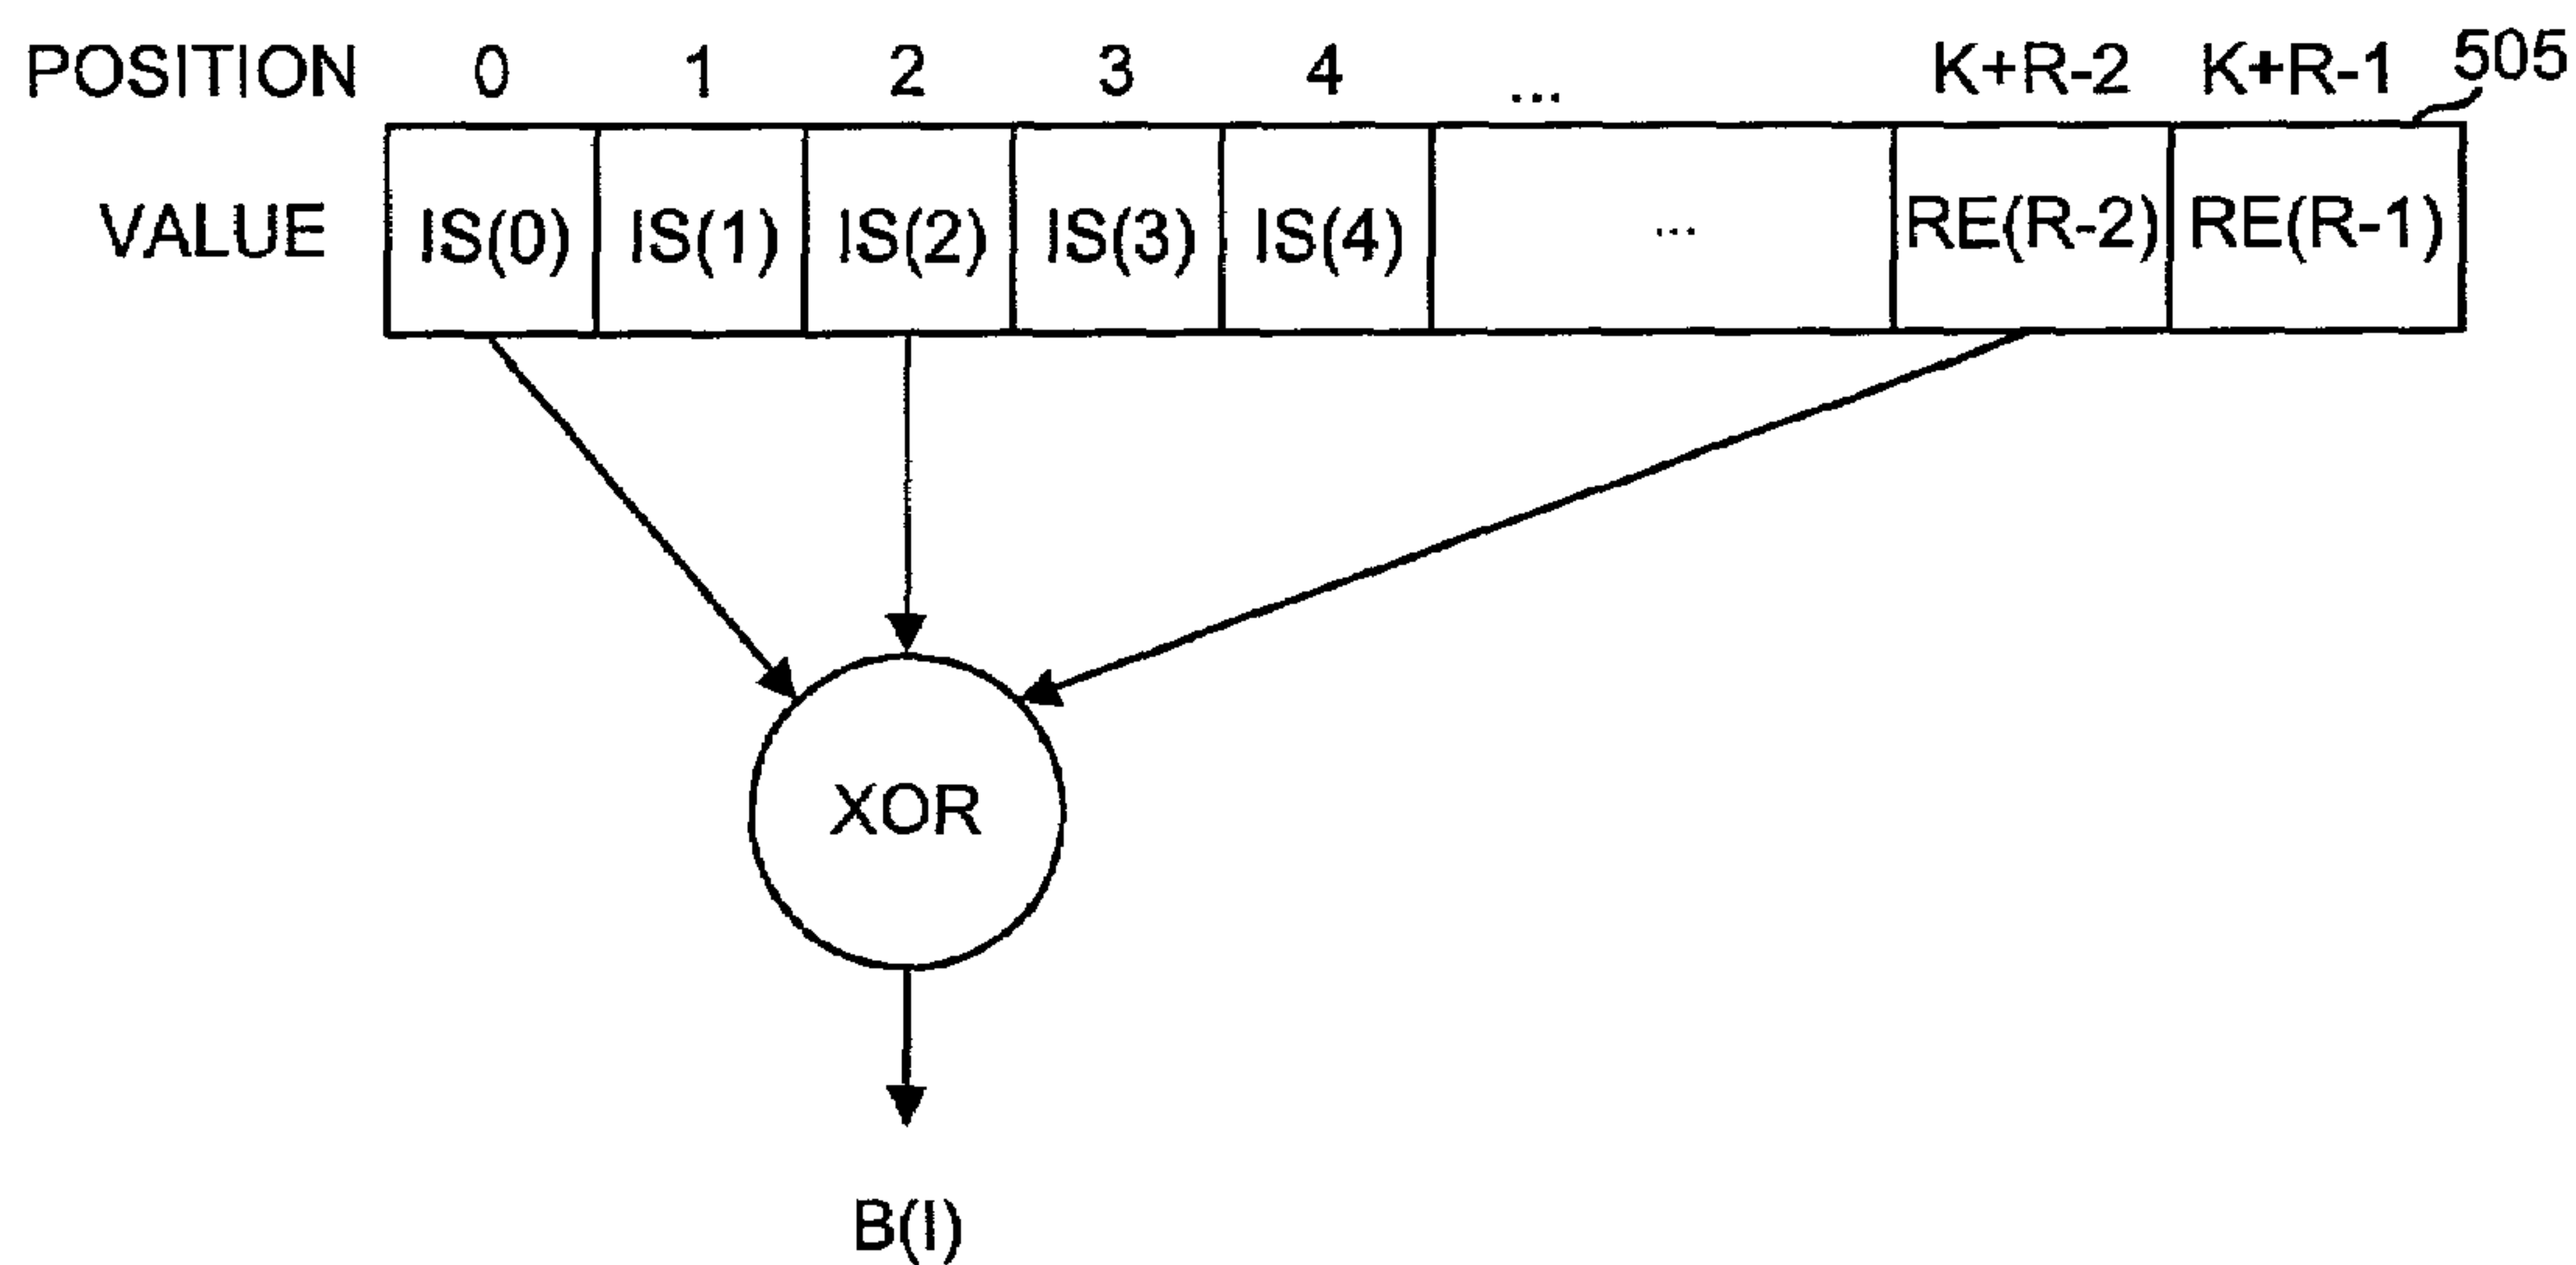 POSITION 0 1 2 3 4 ... K+R-2 K+R-1 505
VALUE IS(0) IS(1) IS(2) IS(3) IS(4) ... RE(R-2) RE(R-1)
XOR
B(I)